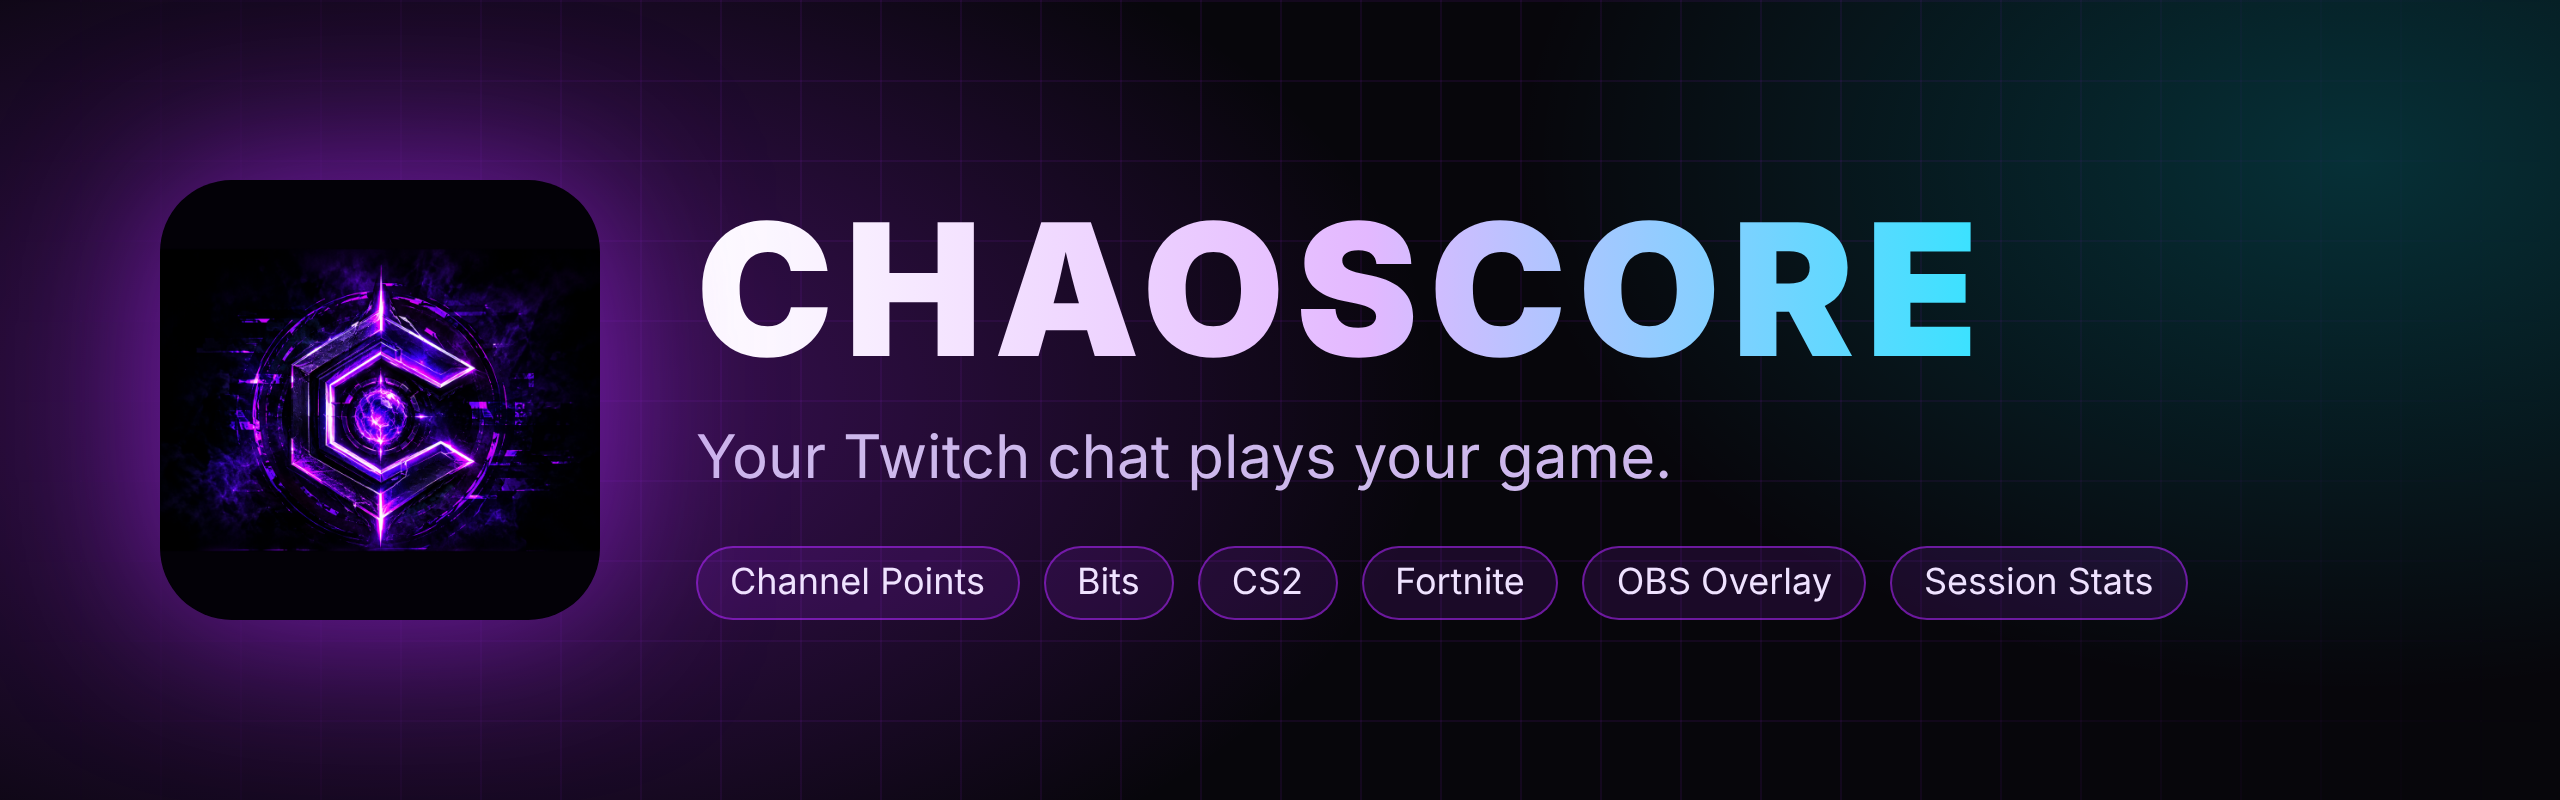 CHAOSCORE
Your Twitch chat plays your game.
Channel Points Bits CS2 Fortnite OBS Overlay Session Stats